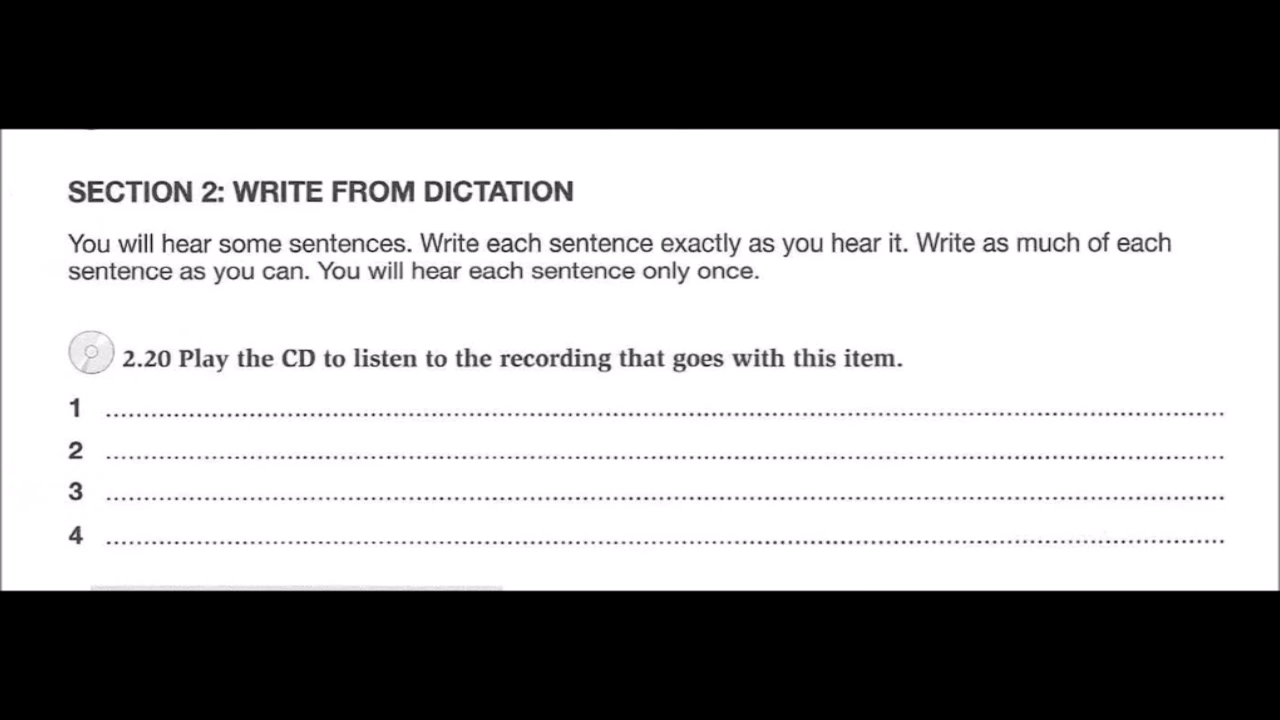 SECTION 2: WRITE FROM DICTATION
You will hear some sentences. Write each sentence exactly as you hear it. Write as much of each
sentence as you can. You will hear each sentence only once.
2.20 Play the CD to listen to the recording that goes with this item.
1 ........................................................................
2 ........................................................................
3 ........................................................................
4 ........................................................................